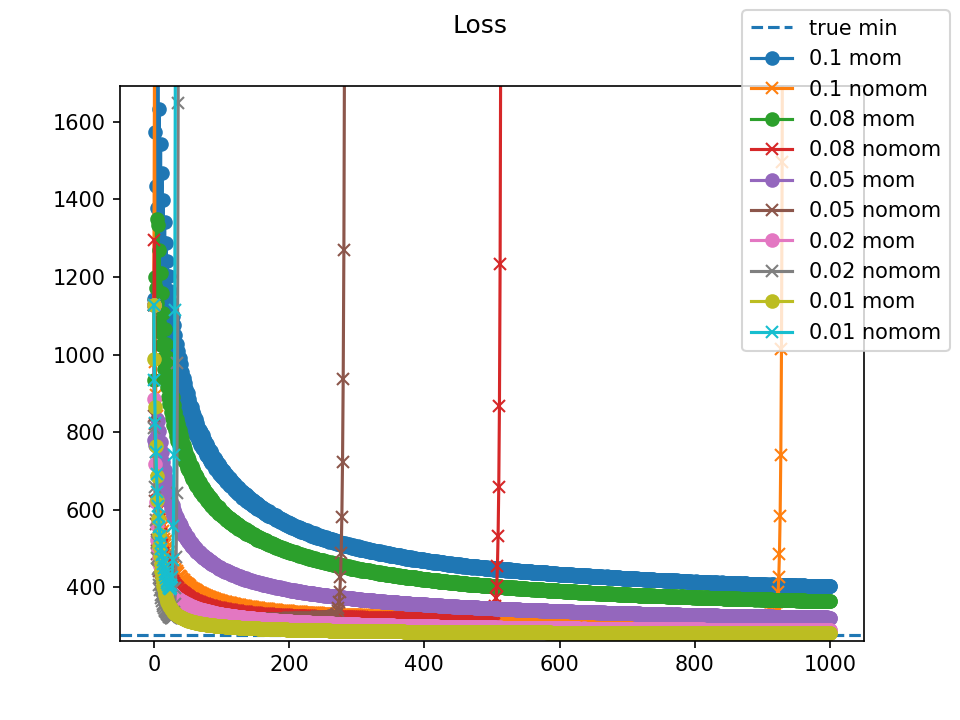 Loss
true min
0.1 mom
0.1 nomom
0.08 mom
0.08 nomom
0.05 mom
0.05 nomom
0.02 mom
0.02 nomom
0.01 mom
0.01 nomom
1600
1400
1200
1000
800
600
400
0 200 400 600 800 1000